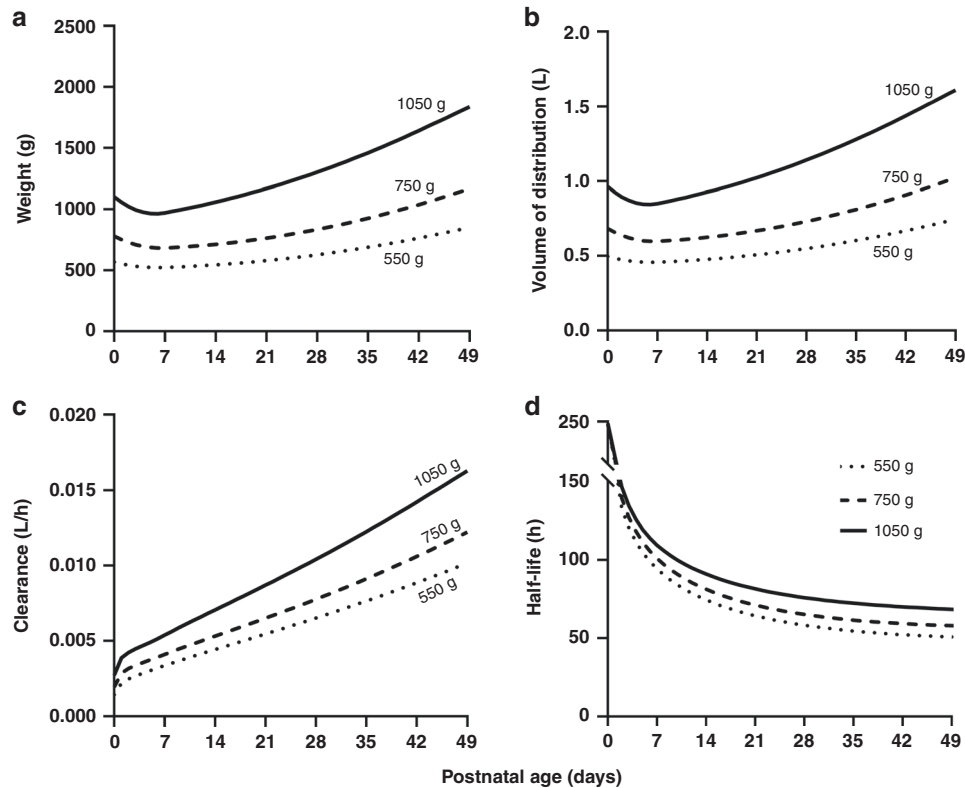 a
2500
2000
1500
1000
500
0
Weight (g)
1050 g
750 g
550 g
0 7 14 21 28 35 42 49
b
2.0
1.5
1.0
0.5
0.0
Volume of distribution (L)
1050 g
750 g
550 g
0 7 14 21 28 35 42 49
c
0.020
0.015
0.010
0.005
0.000
Clearance (L/h)
1050 g
750 g
550 g
0 7 14 21 28 35 42 49
d
250
150
100
50
0
Half-life (h)
550 g
750 g
1050 g
0 7 14 21 28 35 42 49
Postnatal age (days)